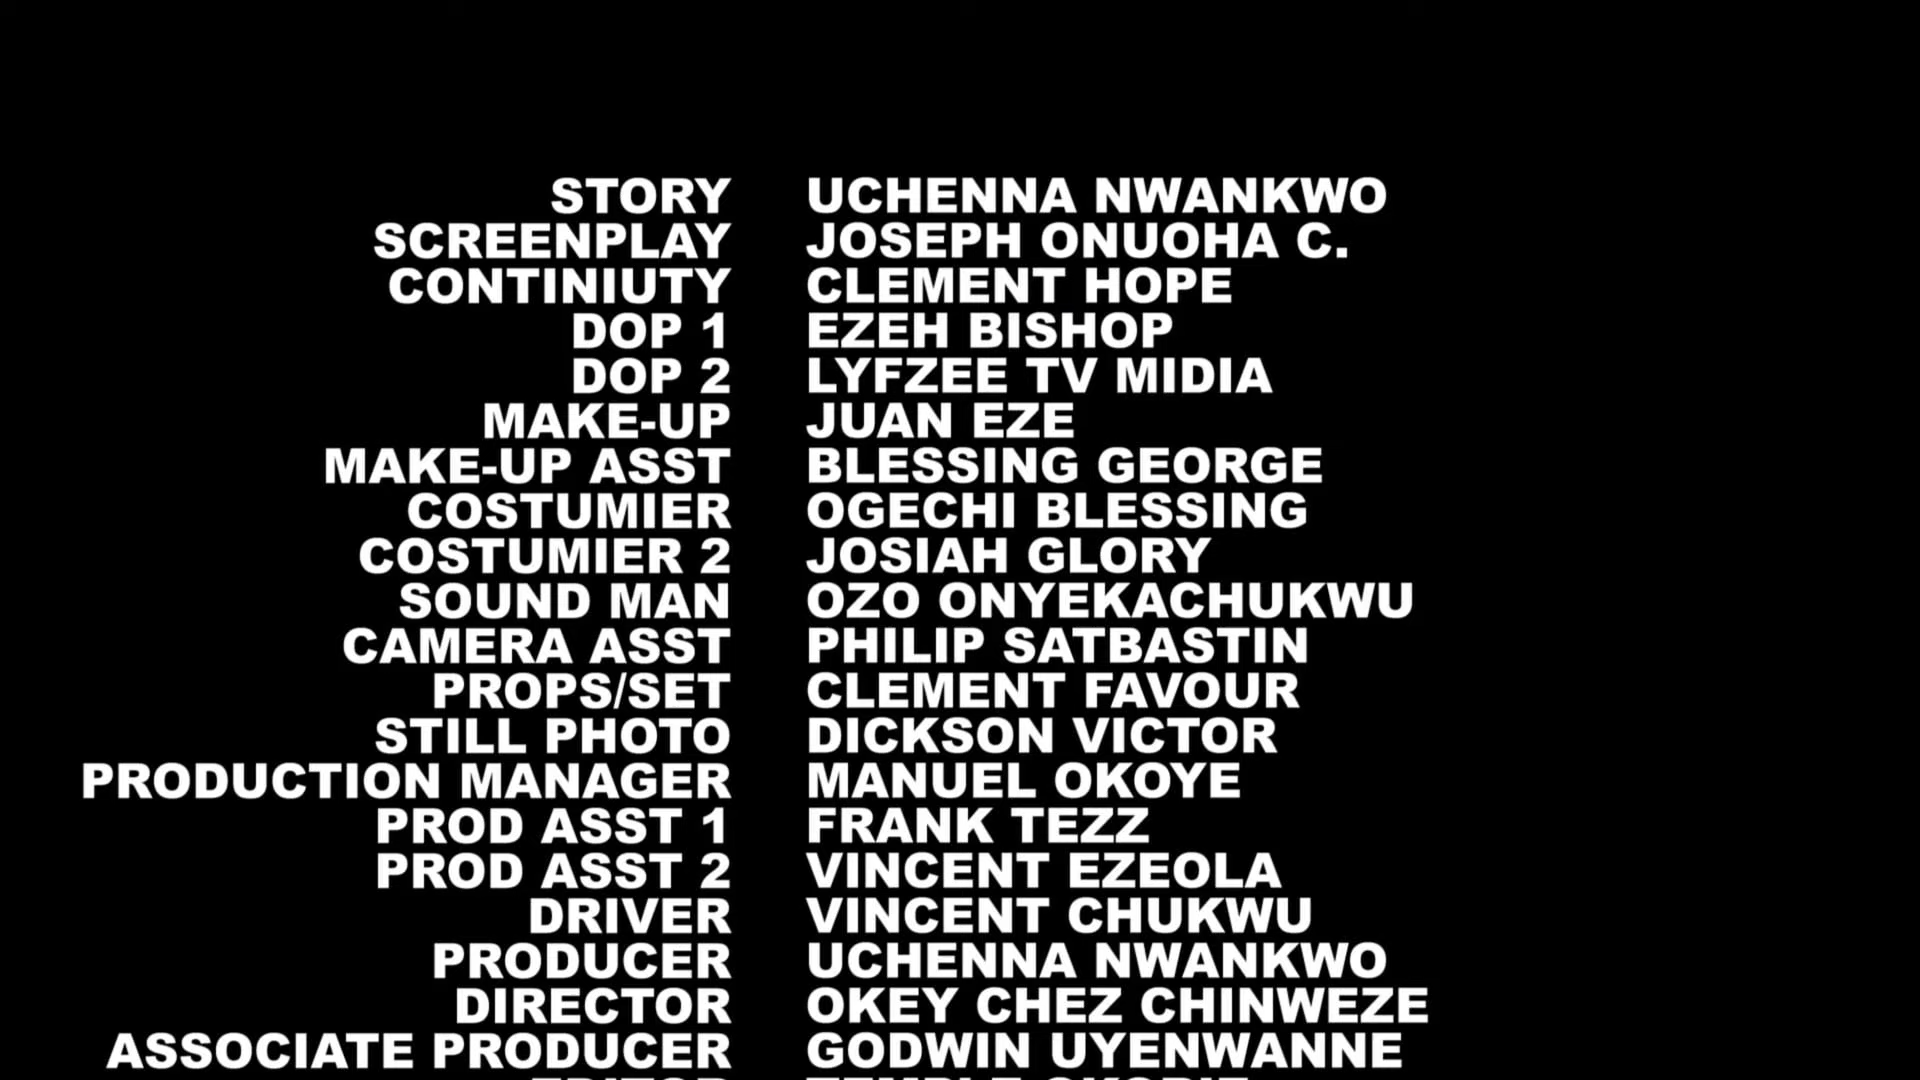 STORY UCHENNA NWANKWO
SCREENPLAY JOSEPH ONUOHA C.
CONTINIUTY CLEMENT HOPE
DOP 1 EZEH BISHOP
DOP 2 LYFZEE TV MIDIA
MAKE-UP JUAN EZE
MAKE-UP ASST BLESSING GEORGE
COSTUMIER OGECHI BLESSING
COSTUMIER 2 JOSIAH GLORY
SOUND MAN OZO ONYEKACHUKWU
CAMERA ASST PHILIP SATBASTIN
PROPS/SET CLEMENT FAVOUR
STILL PHOTO DICKSON VICTOR
PRODUCTION MANAGER MANUEL OKOYE
PROD ASST 1 FRANK TEZZ
PROD ASST 2 VINCENT EZEOLA
DRIVER VINCENT CHUKWU
PRODUCER UCHENNA NWANKWO
DIRECTOR OKEY CHEZ CHINWEZE
ASSOCIATE PRODUCER GODWIN UYENWANNE